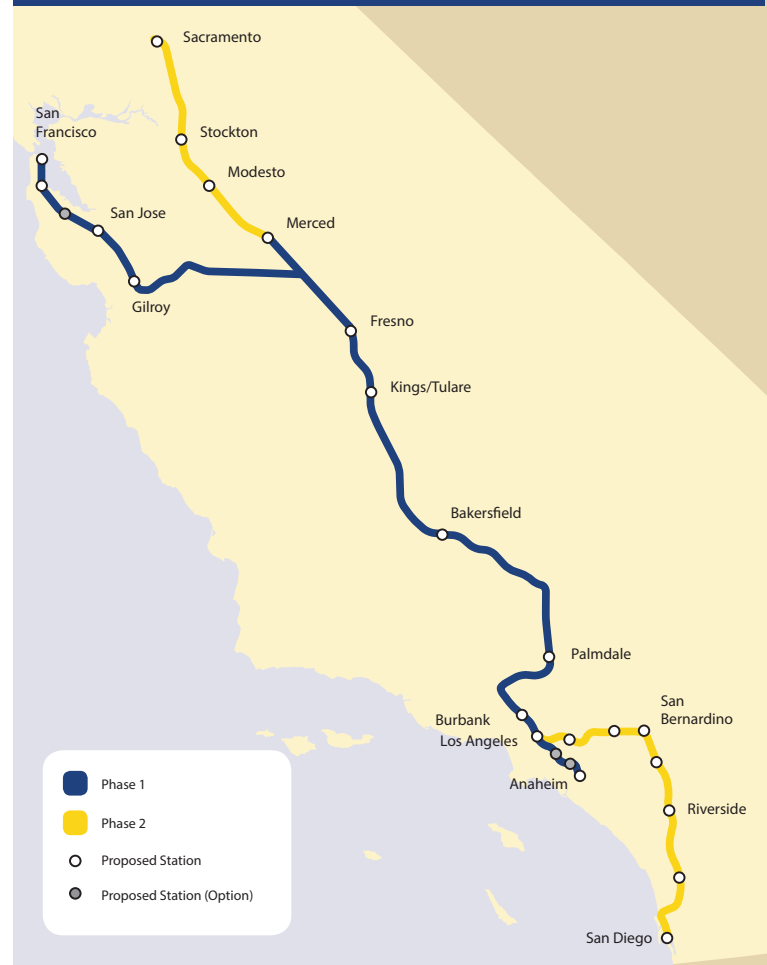 Sacramento
San
Francisco
Stockton
Modesto
San Jose
Merced
Gilroy
Fresno
Kings/Tulare
Bakersfield
Palmdale
San
Bernardino
Burbank
Los Angeles
Anaheim
Riverside
San Diego
Phase 1
Phase 2
Proposed Station
Proposed Station (Option)